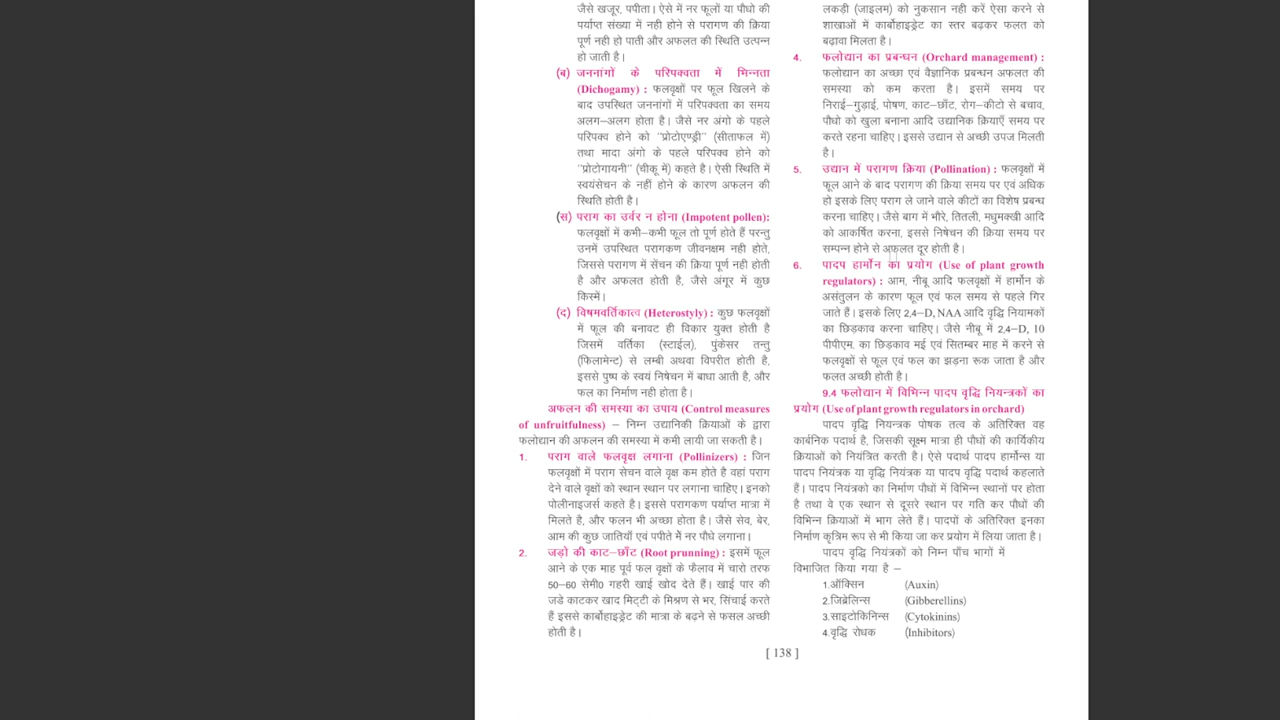 जैसे खजूर, पपीता। ऐसे में नर फूलों या पौधो की
पर्याप्त संख्या में नही होने से परागण की क्रिया
पूर्ण नही हो पाती और अफलत की स्थिति उत्पन्न
हो जाती है।
(ब) जननांगों के परिपक्वता में भिन्नता
(Dichogamy) : फलवृक्षों पर फूल खिलने के
बाद उपस्थित जननांगों में परिपक्वता का समय
अलग–अलग होता है। जैसे नर अंगो के पहले
परिपक्व होने को "प्रोटोएण्ड्री" (सीताफल में)
तथा मादा अंगो के पहले परिपक्व होने को
"प्रोटोगायनी" (चीकू में) कहते है। ऐसी स्थिति में
स्वयंसेचन के नहीं होने के कारण अफलन की
स्थिति होती है।
(स) पराग का उर्वर न होना (Impotent pollen):
फलवृक्षों में कभी–कभी फूल तो पूर्ण होते हैं परन्तु
उनमें उपस्थित परागकण जीवनक्षम नही होते,
जिससे परागण में सेंचन की क्रिया पूर्ण नही होती
है और अफलत होती है, जैसे अंगूर में कुछ
किस्में।
(द) विषमवर्तिकात्व (Heterostyly) : कुछ फलवृक्षों
में फूल की बनावट ही विकार युक्त होती है
जिसमें वर्तिका (स्टाईल), पुंकेसर तन्तु
(फिलामेन्ट) से लम्बी अथवा विपरीत होती है,
इससे पुष्प के स्वयं निषेचन में बाधा आती है, और
फल का निर्माण नही होता है।
अफलन की समस्या का उपाय (Control measures
of unfruitfulness) – निम्न उद्यानिकी क्रियाओं के द्वारा
फलोद्यान की अफलन की समस्या में कमी लायी जा सकती है।
1. पराग वाले फलवृक्ष लगाना (Pollinizers) : जिन
फलवृक्षों में पराग सेचन वाले वृक्ष कम होते है वहां पराग
देने वाले वृक्षों को स्थान स्थान पर लगाना चाहिए। इनको
पोलीनाइजर्स कहते है। इससे परागकण पर्याप्त मात्रा में
मिलते है, और फलन भी अच्छा होता है। जैसे सेव, बेर,
आम की कुछ जातियाँ एवं पपीते में नर पौधे लगाना।
2. जड़ो की काट–छाँट (Root prunning) : इसमें फूल
आने के एक माह पूर्व फल वृक्षों के फैलाव में चारो तरफ
50–60 सेमी0 गहरी खाई खोद देते हैं। खाई पार की
जडे काटकर खाद मिट्टी के मिश्रण से भर, सिंचाई करते
हैं इससे कार्बोहाइड्रेट की मात्रा के बढ़ने से फसल अच्छी
होती है।
लकड़ी (जाइलम) को नुकसान नही करें ऐसा करने से
शाखाओं में कार्बोहाइड्रेट का स्तर बढ़कर फलत को
बढ़ावा मिलता है।
4. फलोद्यान का प्रबन्धन (Orchard management) :
फलोद्यान का अच्छा एवं वैज्ञानिक प्रबन्धन अफलत की
समस्या को कम करता है। इसमें समय पर
निराई–गुड़ाई, पोषण, काट–छाँट, रोग–कीटो से बचाव,
पौधो को खुला बनाना आदि उद्यानिक क्रियाएँ समय पर
करते रहना चाहिए। इससे उद्यान से अच्छी उपज मिलती
है।
5. उद्यान में परागण क्रिया (Pollination) : फलवृक्षों में
फूल आने के बाद परागण की क्रिया समय पर एवं अधिक
हो इसके लिए पराग ले जाने वाले कीटों का विशेष प्रबन्ध
करना चाहिए। जैसे बाग में भौरे, तितली, मधुमक्खी आदि
को आकर्षित करना, इससे निषेचन की क्रिया समय पर
सम्पन्न होने से अफलत दूर होती है।
6. पादप हार्मोन का प्रयोग (Use of plant growth
regulators) : आम, नीबू आदि फलवृक्षों में हार्मोन के
असंतुलन के कारण फूल एवं फल समय से पहले गिर
जाते हैं। इसके लिए 2,4–D, NAA आदि वृद्धि नियामकों
का छिड़काव करना चाहिए। जैसे नीबू में 2,4–D, 10
पीपीएम. का छिड़काव मई एवं सितम्बर माह में करने से
फलवृक्षों से फूल एवं फल का झड़ना रूक जाता है और
फलत अच्छी होती है।
9.4 फलोद्यान में विभिन्न पादप वृद्धि नियन्त्रकों का
प्रयोग (Use of plant growth regulators in orchard)
पादप वृद्धि नियन्त्रक पोषक तत्व के अतिरिक्त वह
कार्बनिक पदार्थ है, जिसकी सूक्ष्म मात्रा ही पौधों की कार्यिकीय
क्रियाओं को नियंत्रित करती है। ऐसे पदार्थ पादप हार्मोन्स या
पादप नियंत्रक या वृद्धि नियंत्रक या पादप वृद्धि पदार्थ कहलाते
हैं। पादप नियंत्रको का निर्माण पौधों में विभिन्न स्थानों पर होता
है तथा वे एक स्थान से दूसरे स्थान पर गति कर पौधों की
विभिन्न क्रियाओं में भाग लेते हैं। पादपों के अतिरिक्त इनका
निर्माण कृत्रिम रूप से भी किया जा कर प्रयोग में लिया जाता है।
पादप वृद्धि नियंत्रकों को निम्न पाँच भागों में
विभाजित किया गया है –
1.ऑक्सिन (Auxin)
2.जिब्रेलिन्स (Gibberellins)
3.साइटोकिनिन्स (Cytokinins)
4.वृद्धि रोधक (Inhibitors)
[ 138 ]